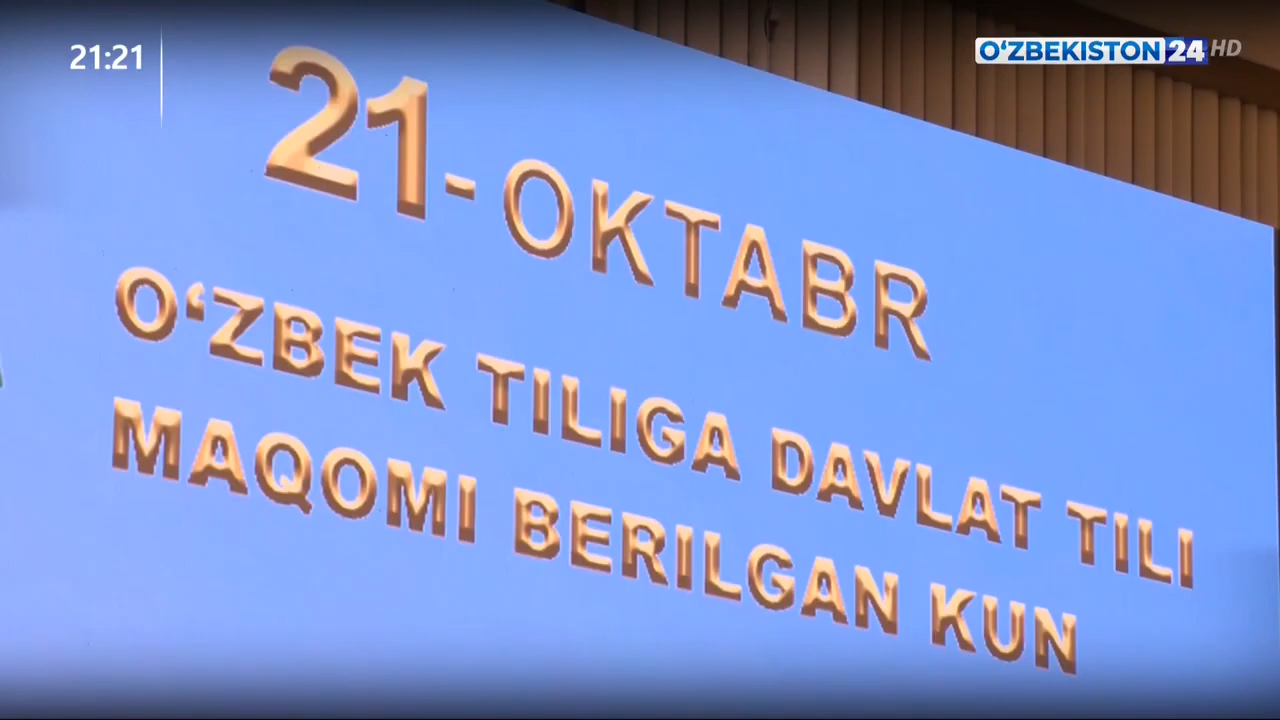 21:21
O‘ZBEKISTON 24 HD
21-OKTABR
O‘ZBEK TILIGA DAVLAT TILI
MAQOMI BERILGAN KUN